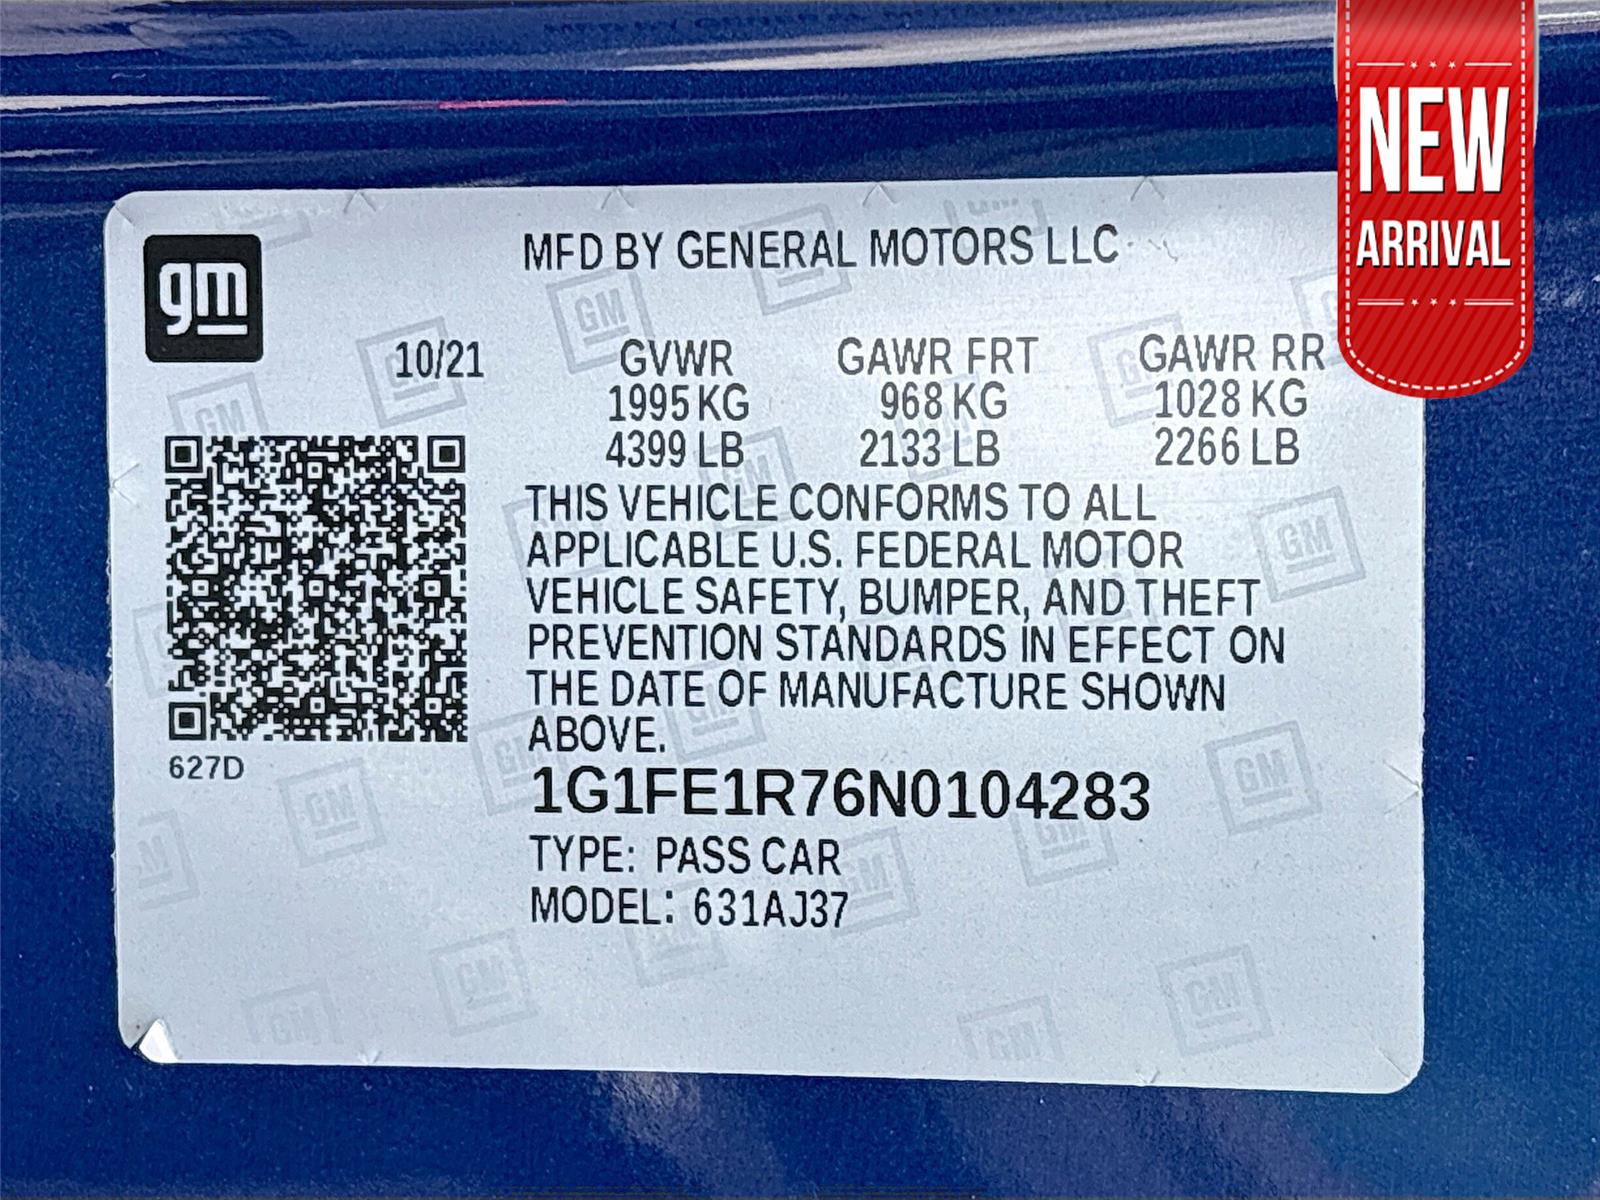 NEW
ARRIVAL
gm
MFD BY GENERAL MOTORS LLC
10/21
GVWR GAWR FRT GAWR RR
1995 KG 968 KG 1028 KG
4399 LB 2133 LB 2266 LB
THIS VEHICLE CONFORMS TO ALL
APPLICABLE U.S. FEDERAL MOTOR
VEHICLE SAFETY, BUMPER, AND THEFT
PREVENTION STANDARDS IN EFFECT ON
THE DATE OF MANUFACTURE SHOWN
ABOVE.
627D
1G1FE1R76N0104283
TYPE: PASS CAR
MODEL: 631AJ37